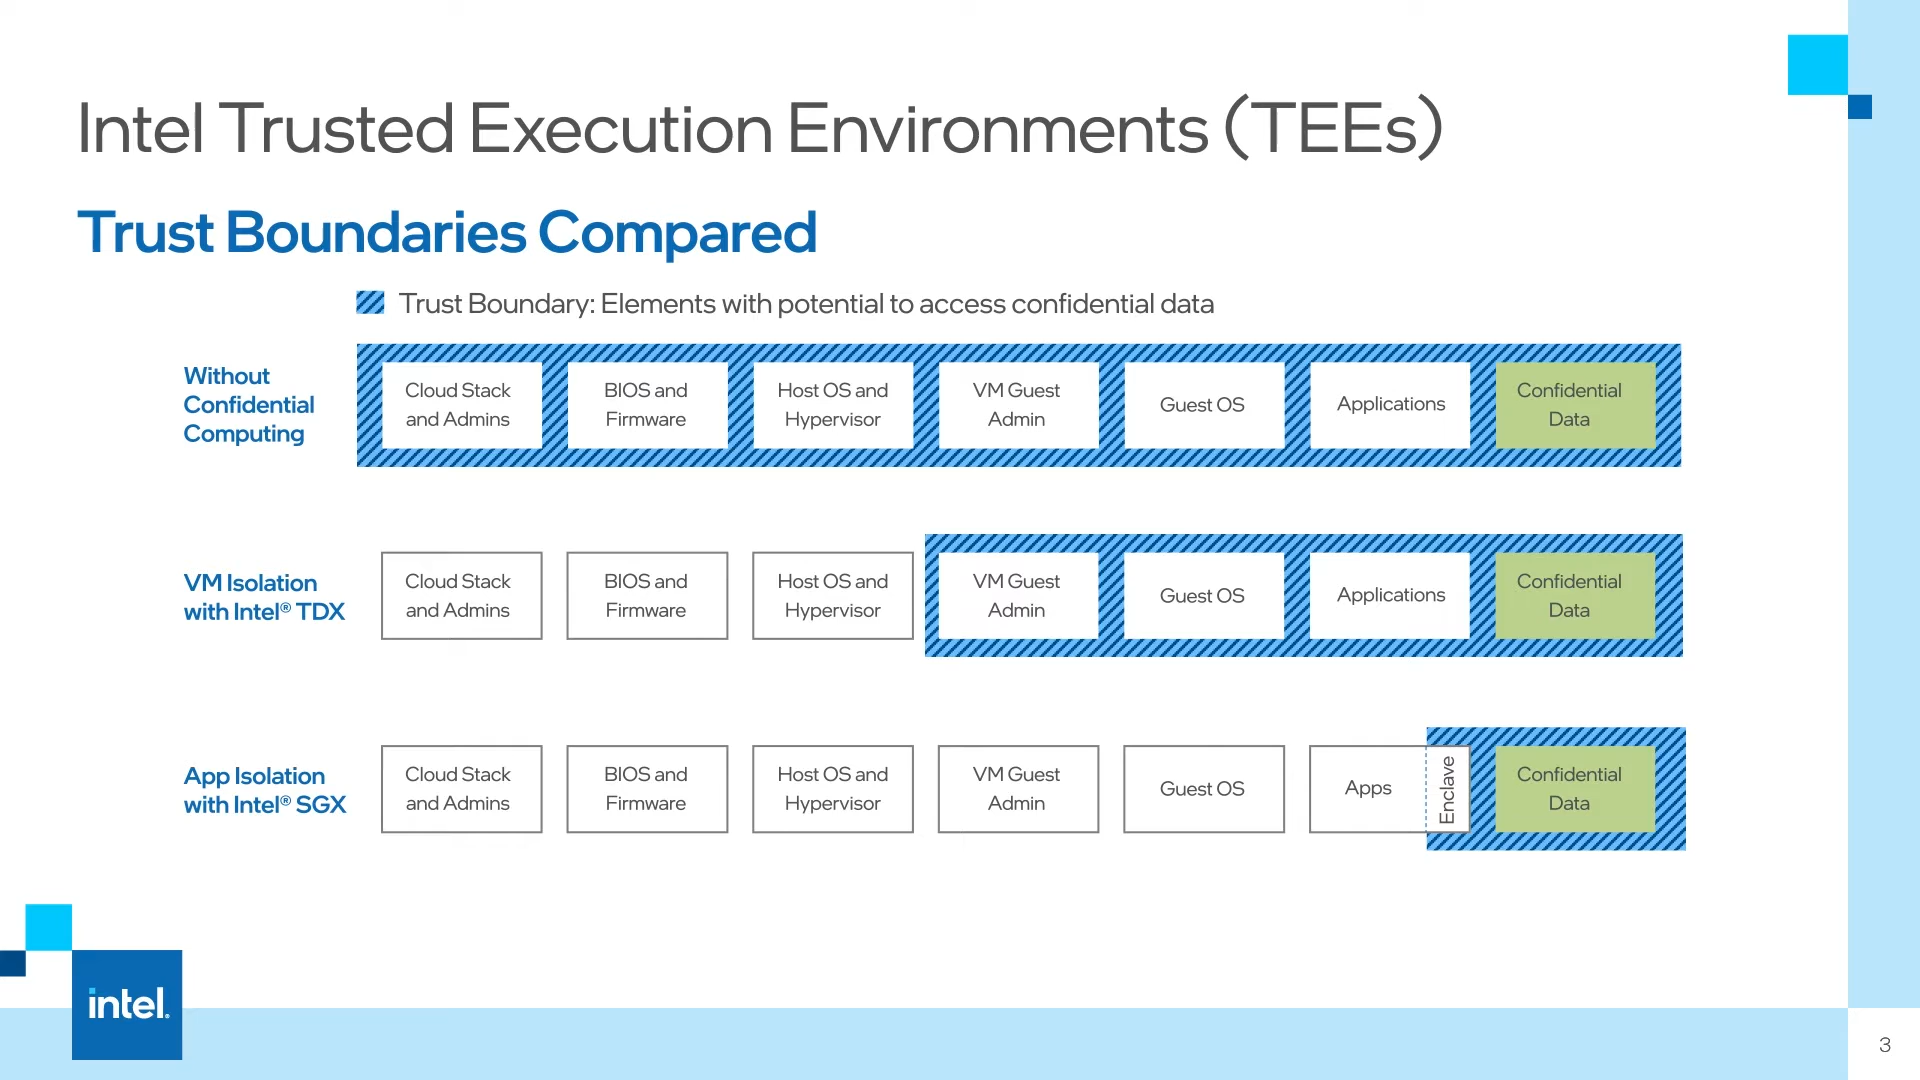 Intel Trusted Execution Environments (TEEs)
Trust Boundaries Compared
Trust Boundary: Elements with potential to access confidential data
Without
Confidential
Computing
Cloud Stack
and Admins
BIOS and
Firmware
Host OS and
Hypervisor
VM Guest
Admin
Guest OS
Applications
Confidential
Data
VM Isolation
with Intel® TDX
Cloud Stack
and Admins
BIOS and
Firmware
Host OS and
Hypervisor
VM Guest
Admin
Guest OS
Applications
Confidential
Data
App Isolation
with Intel® SGX
Cloud Stack
and Admins
BIOS and
Firmware
Host OS and
Hypervisor
VM Guest
Admin
Guest OS
Apps
Enclave
Confidential
Data
intel.
3